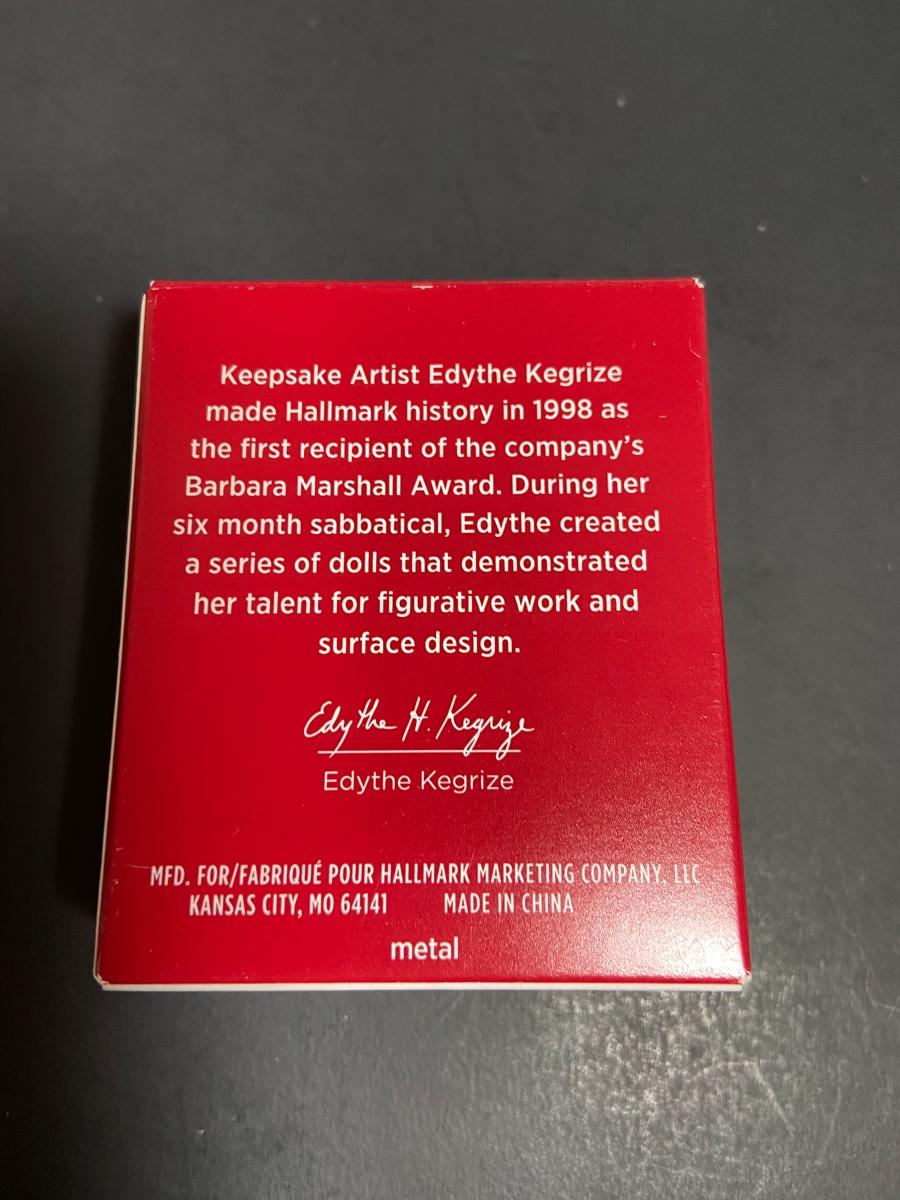 Keepsake Artist Edythe Kegrize
made Hallmark history in 1998 as
the first recipient of the company's
Barbara Marshall Award. During her
six month sabbatical, Edythe created
a series of dolls that demonstrated
her talent for figurative work and
surface design.
Edythe H. Kegrize
Edythe Kegrize
MFD. FOR/FABRIQUÉ POUR HALLMARK MARKETING COMPANY, LLC
KANSAS CITY, MO 64141 MADE IN CHINA
metal